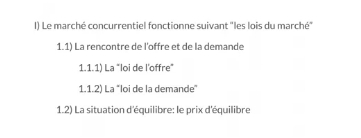 I) Le marché concurrentiel fonctionne suivant "les lois du marché"
1.1) La rencontre de l'offre et de la demande
1.1.1) La "loi de l'offre"
1.1.2) La "loi de la demande"
1.2) La situation d'équilibre: le prix d'équilibre